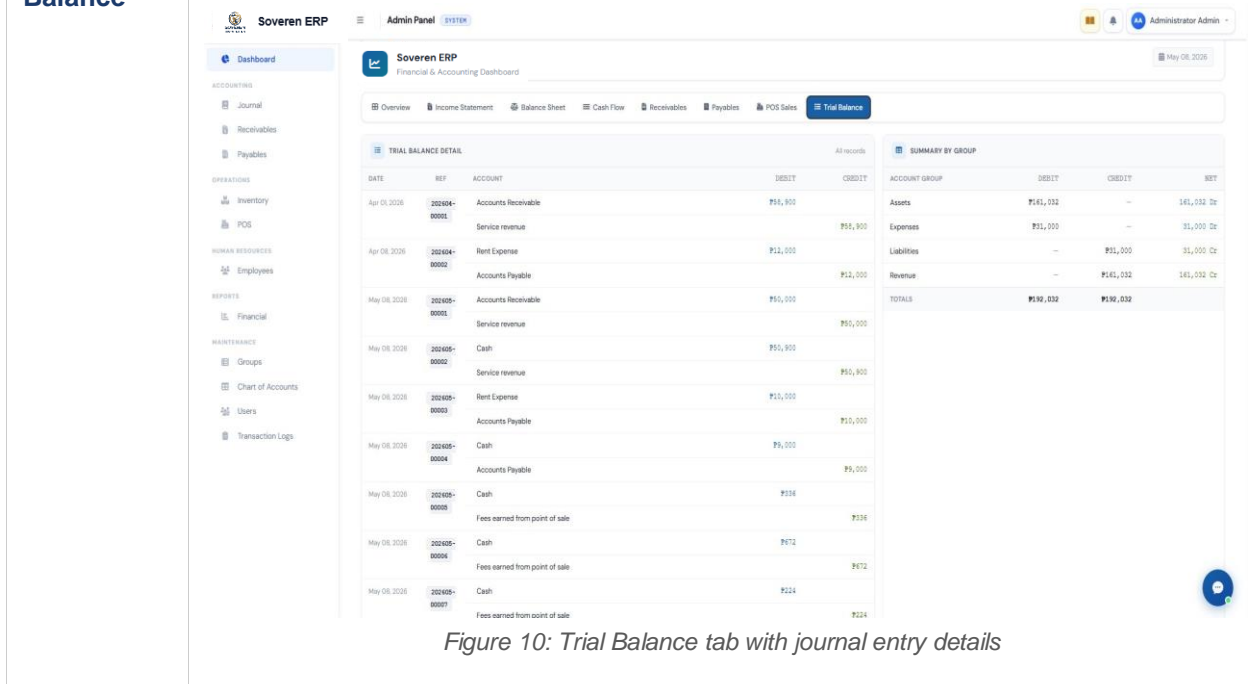 Balance
Soveren ERP
Admin Panel SYSTEM
AA Administrator Admin
Dashboard
ACCOUNTING
Journal
Receivables
Payables
OPERATIONS
Inventory
POS
HUMAN RESOURCES
Employees
REPORTS
Financial
MAINTENANCE
Groups
Chart of Accounts
Users
Transaction Logs
Soveren ERP
Financial & Accounting Dashboard
May 08, 2026
Overview Income Statement Balance Sheet Cash Flow Receivables Payables POS Sales Trial Balance
TRIAL BALANCE DETAIL All records
DATE REF ACCOUNT DEBIT CREDIT
Apr 01, 2026 202604-00001 Accounts Receivable ₱58,900
Service revenue ₱58,900
Apr 08, 2026 202604-00002 Rent Expense ₱12,000
Accounts Payable ₱12,000
May 08, 2026 202605-00001 Accounts Receivable ₱50,000
Service revenue ₱50,000
May 08, 2026 202605-00002 Cash ₱50,900
Service revenue ₱50,900
May 08, 2026 202605-00003 Rent Expense ₱10,000
Accounts Payable ₱10,000
May 08, 2026 202605-00004 Cash ₱9,000
Accounts Payable ₱9,000
May 08, 2026 202605-00005 Cash ₱336
Fees earned from point of sale ₱336
May 08, 2026 202605-00006 Cash ₱672
Fees earned from point of sale ₱672
May 08, 2026 202605-00007 Cash ₱224
Fees earned from point of sale ₱224
SUMMARY BY GROUP
ACCOUNT GROUP DEBIT CREDIT NET
Assets ₱161,032 — 161,032 Dr
Expenses ₱31,000 — 31,000 Dr
Liabilities — ₱31,000 31,000 Cr
Revenue — ₱161,032 161,032 Cr
TOTALS ₱192,032 ₱192,032
Figure 10: Trial Balance tab with journal entry details